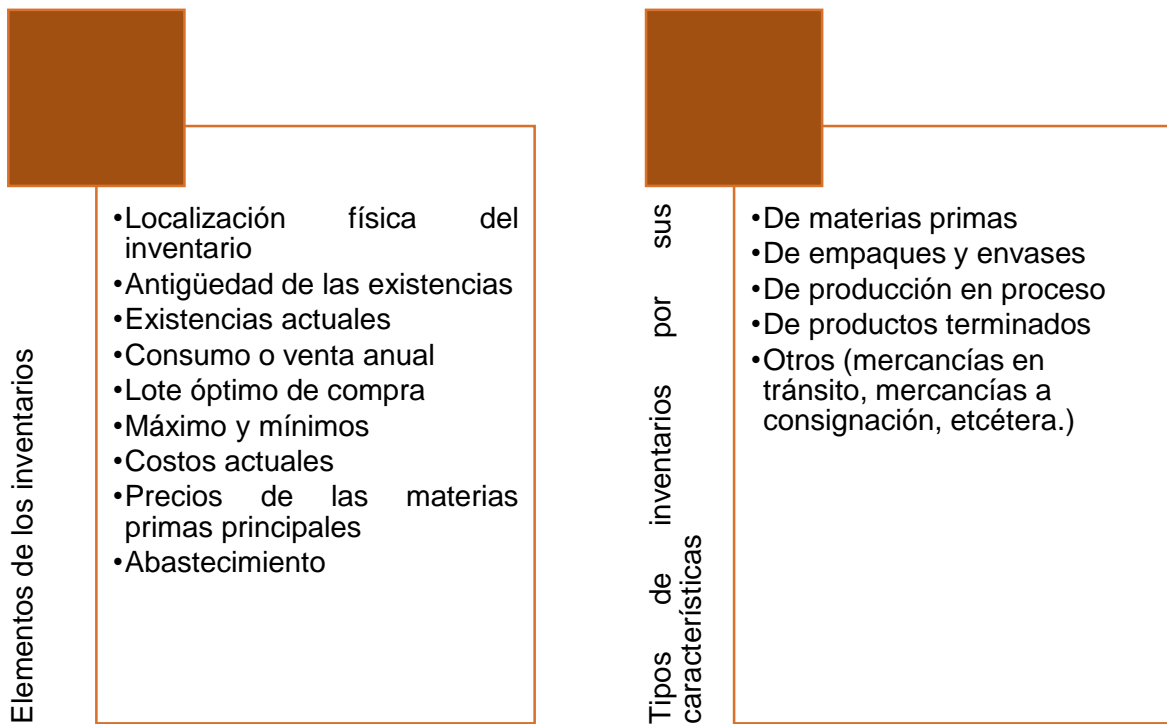 Elementos de los inventarios
•Localización física del
inventario
•Antigüedad de las existencias
•Existencias actuales
•Consumo o venta anual
•Lote óptimo de compra
•Máximo y mínimos
•Costos actuales
•Precios de las materias
primas principales
•Abastecimiento
Tipos de inventarios por sus
características
•De materias primas
•De empaques y envases
•De producción en proceso
•De productos terminados
•Otros (mercancías en
tránsito, mercancías a
consignación, etcétera.)